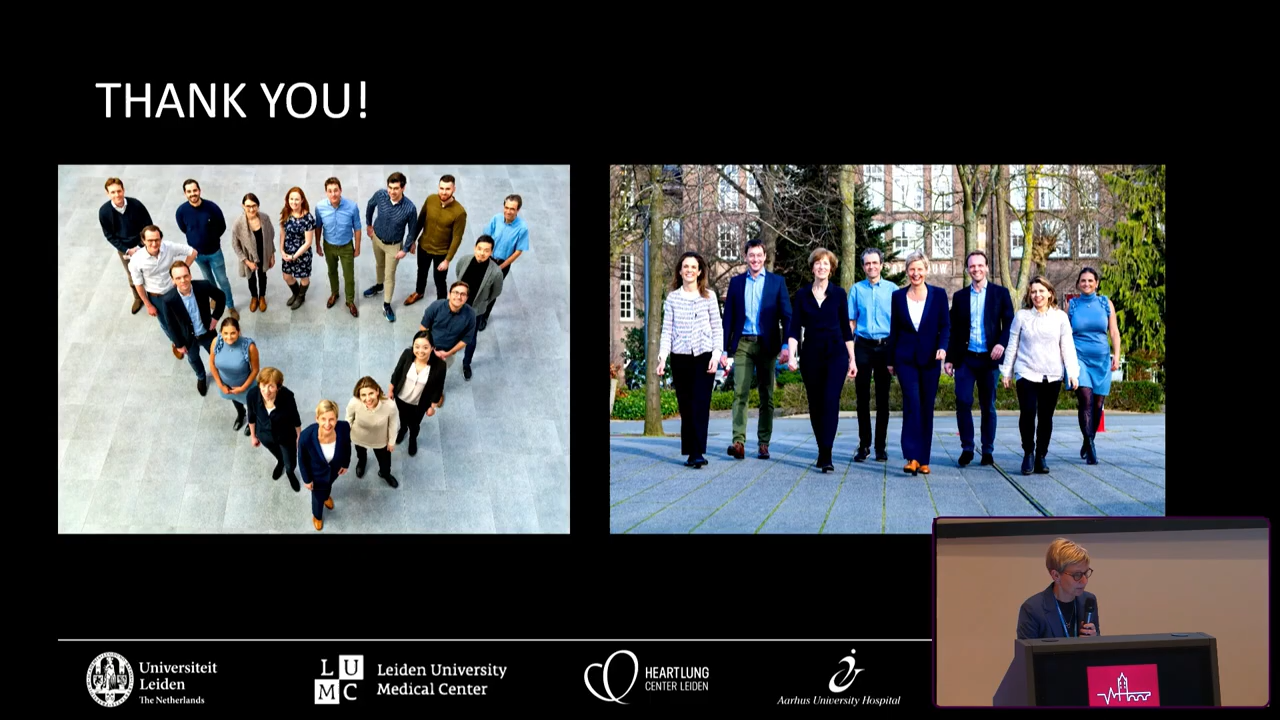 THANK YOU!
Universiteit
Leiden
The Netherlands
L U
M C
Leiden University
Medical Center
HEARTLUNG
CENTER LEIDEN
Aarhus University Hospital